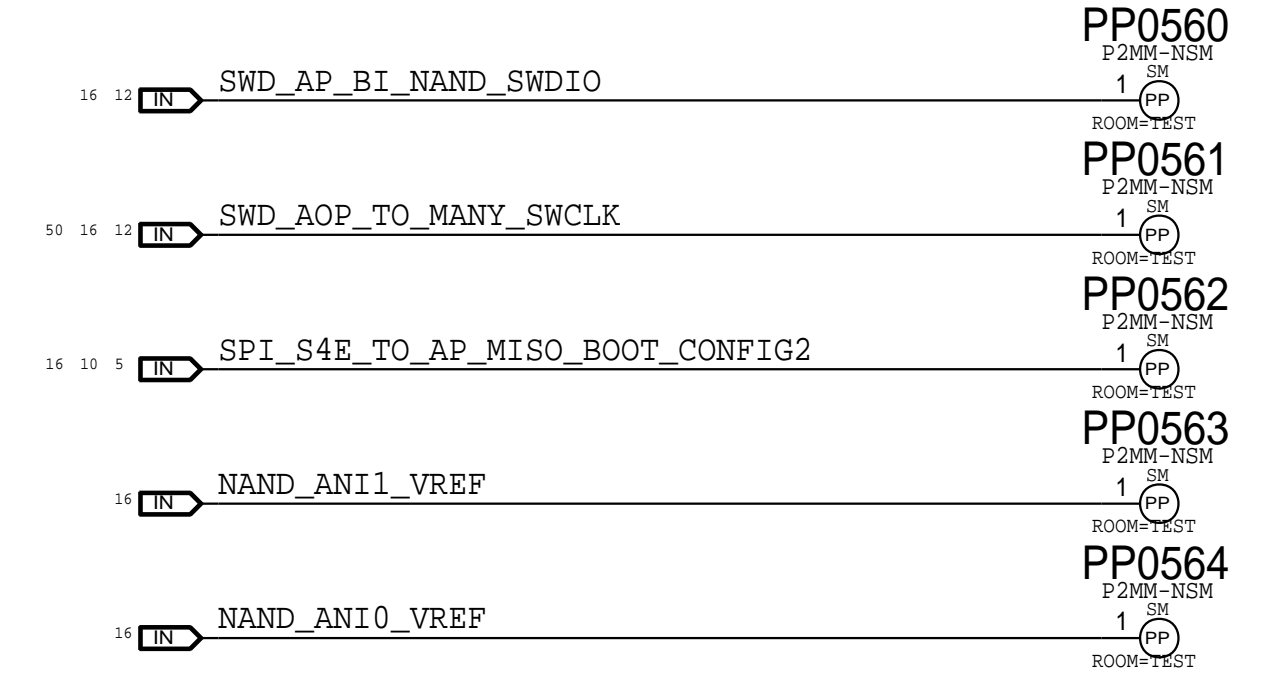 PP0560
P2MM-NSM
SM
16 12 IN SWD_AP_BI_NAND_SWDIO 1 PP
ROOM=TEST
PP0561
P2MM-NSM
SM
50 16 12 IN SWD_AOP_TO_MANY_SWCLK 1 PP
ROOM=TEST
PP0562
P2MM-NSM
SM
16 10 5 IN SPI_S4E_TO_AP_MISO_BOOT_CONFIG2 1 PP
ROOM=TEST
PP0563
P2MM-NSM
SM
16 IN NAND_ANI1_VREF 1 PP
ROOM=TEST
PP0564
P2MM-NSM
SM
16 IN NAND_ANI0_VREF 1 PP
ROOM=TEST